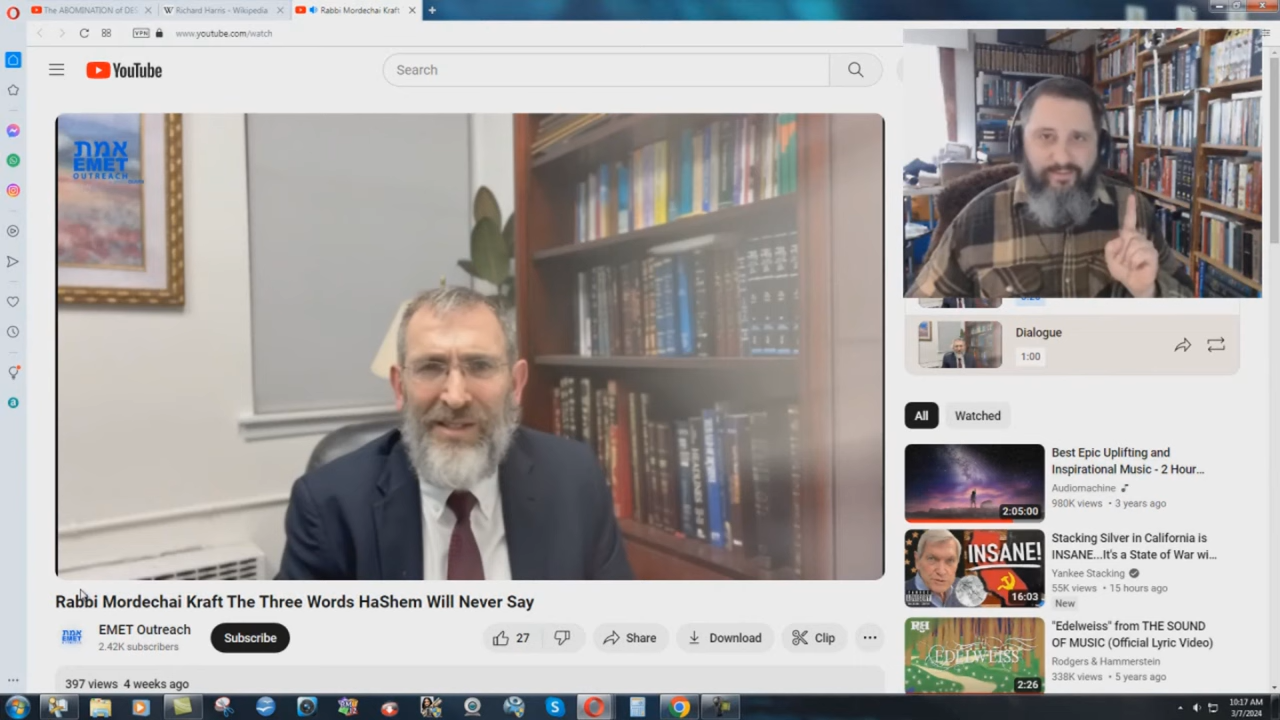 The ABOMINATION of DES
Richard Harris - Wikipedia
Rabbi Mordechai Kraft
VPN
www.youtube.com/watch
YouTube
Search
אמת
EMET
OUTREACH
Dialogue
1:00
All
Watched
Best Epic Uplifting and
Inspirational Music - 2 Hour...
Audiomachine
980K views • 3 years ago
2:05:00
Stacking Silver in California is
INSANE...It's a State of War wi...
Yankee Stacking
55K views • 15 hours ago
New
INSANE!
16:03
"Edelweiss" from THE SOUND
OF MUSIC (Official Lyric Video)
Rodgers & Hammerstein
338K views • 5 years ago
RH
EDELWEISS
2:26
Rabbi Mordechai Kraft The Three Words HaShem Will Never Say
אמת
EMET Outreach
2.42K subscribers
Subscribe
27
Share
Download
Clip
397 views 4 weeks ago
10:17 AM
3/7/2024